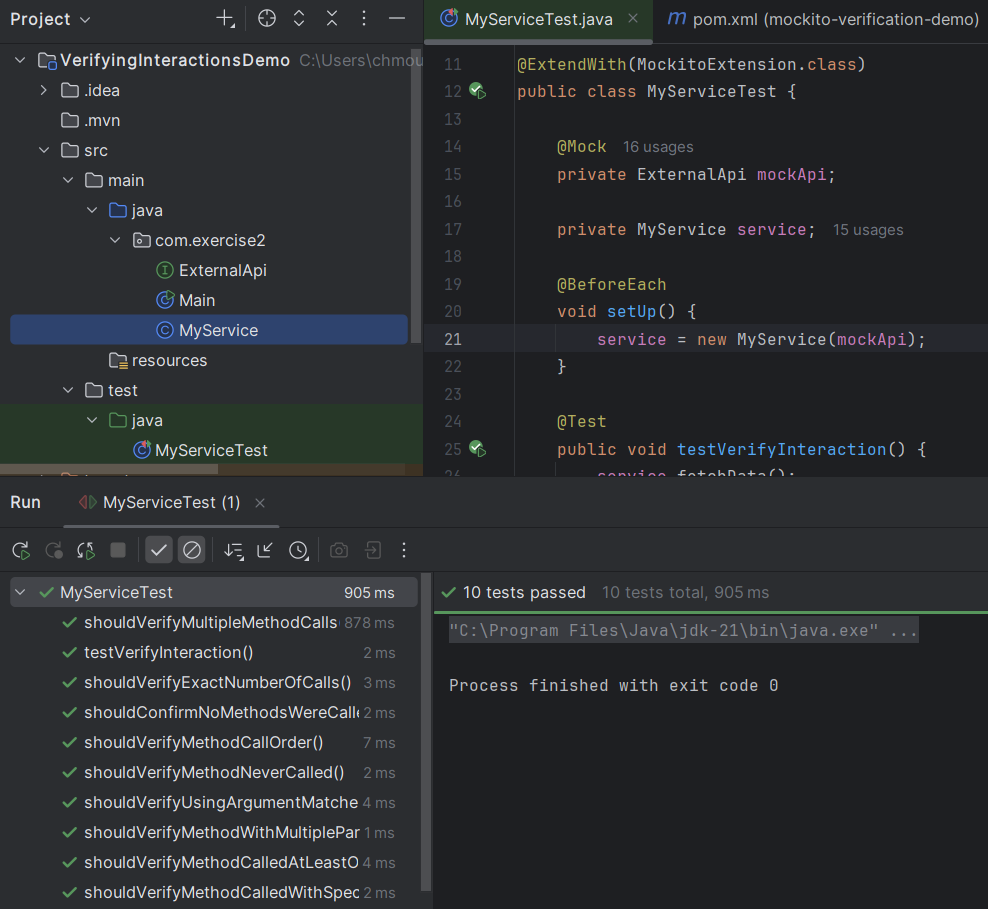 Project
MyServiceTest.java
m pom.xml (mockito-verification-demo)
VerifyingInteractionsDemo C:\Users\chmou
.idea
.mvn
src
main
java
com.exercise2
ExternalApi
Main
MyService
resources
test
java
MyServiceTest
11 @ExtendWith(MockitoExtension.class)
12 public class MyServiceTest {
13
14 @Mock 16 usages
15 private ExternalApi mockApi;
16
17 private MyService service; 15 usages
18
19 @BeforeEach
20 void setUp() {
21 service = new MyService(mockApi);
22 }
23
24 @Test
25 public void testVerifyInteraction() {
26 service.fetchData();
Run MyServiceTest (1)
MyServiceTest 905 ms
shouldVerifyMultipleMethodCalls 878 ms
testVerifyInteraction() 2 ms
shouldVerifyExactNumberOfCalls() 3 ms
shouldConfirmNoMethodsWereCalle 2 ms
shouldVerifyMethodCallOrder() 7 ms
shouldVerifyMethodNeverCalled() 2 ms
shouldVerifyUsingArgumentMatche 4 ms
shouldVerifyMethodWithMultiplePar 1 ms
shouldVerifyMethodCalledAtLeastO 4 ms
shouldVerifyMethodCalledWithSpec 2 ms
10 tests passed 10 tests total, 905 ms
"C:\Program Files\Java\jdk-21\bin\java.exe" ...
Process finished with exit code 0